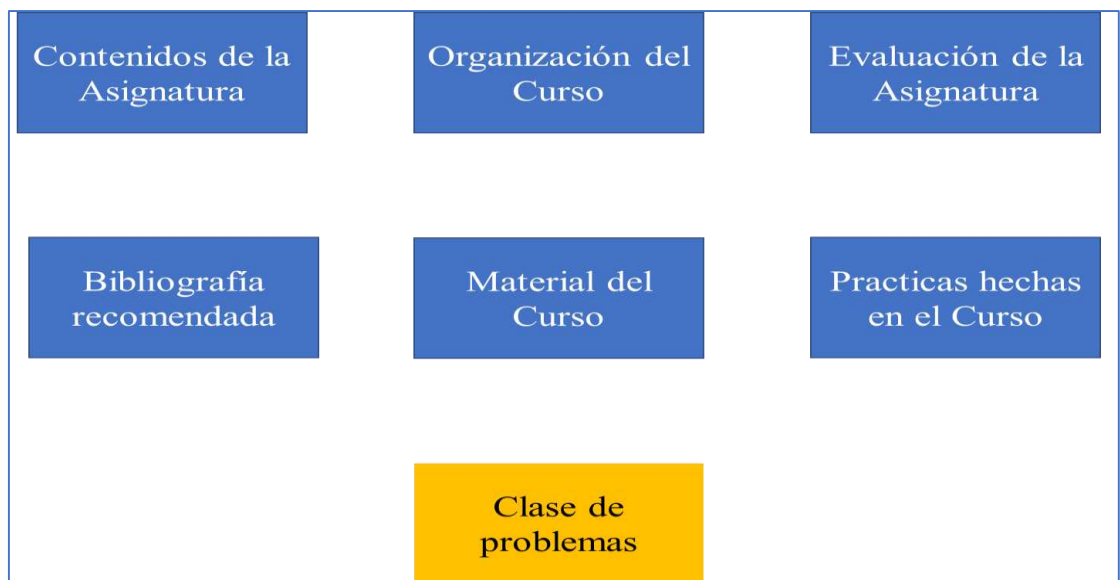 Contenidos de la
Asignatura
Organización del
Curso
Evaluación de la
Asignatura
Bibliografía
recomendada
Material del
Curso
Practicas hechas
en el Curso
Clase de
problemas